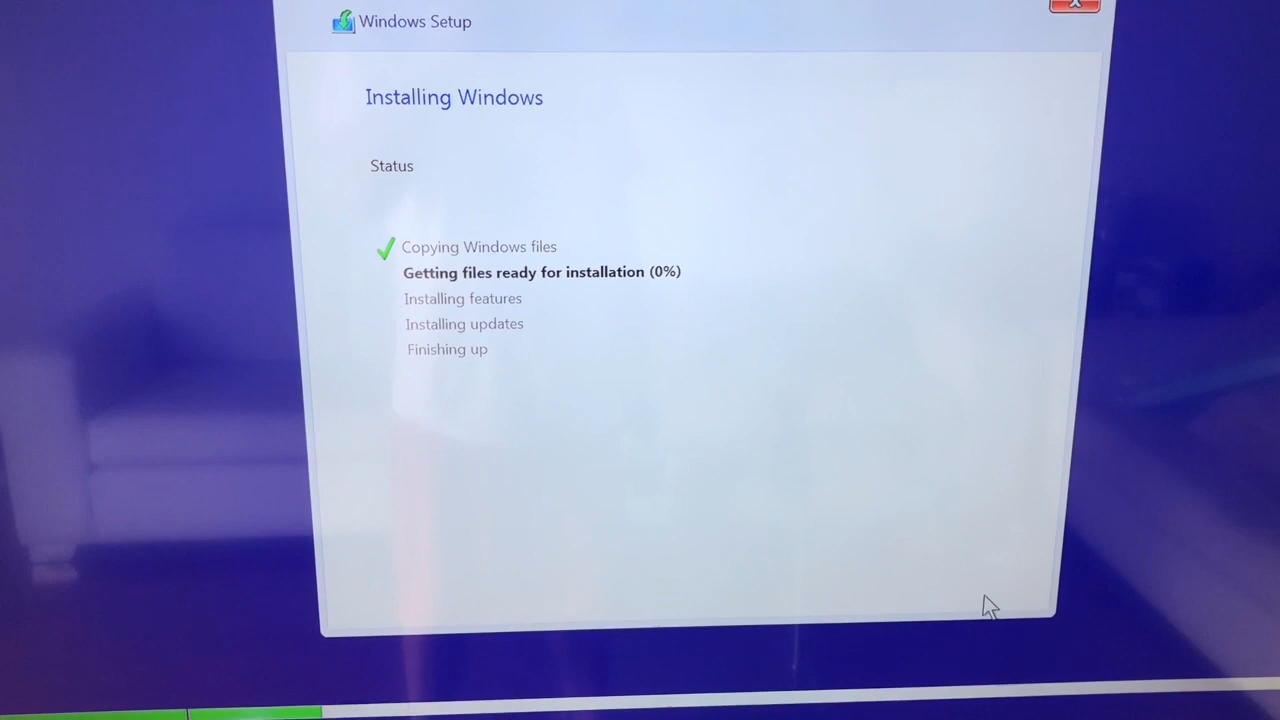 Windows Setup
Installing Windows
Status
Copying Windows files
Getting files ready for installation (0%)
Installing features
Installing updates
Finishing up